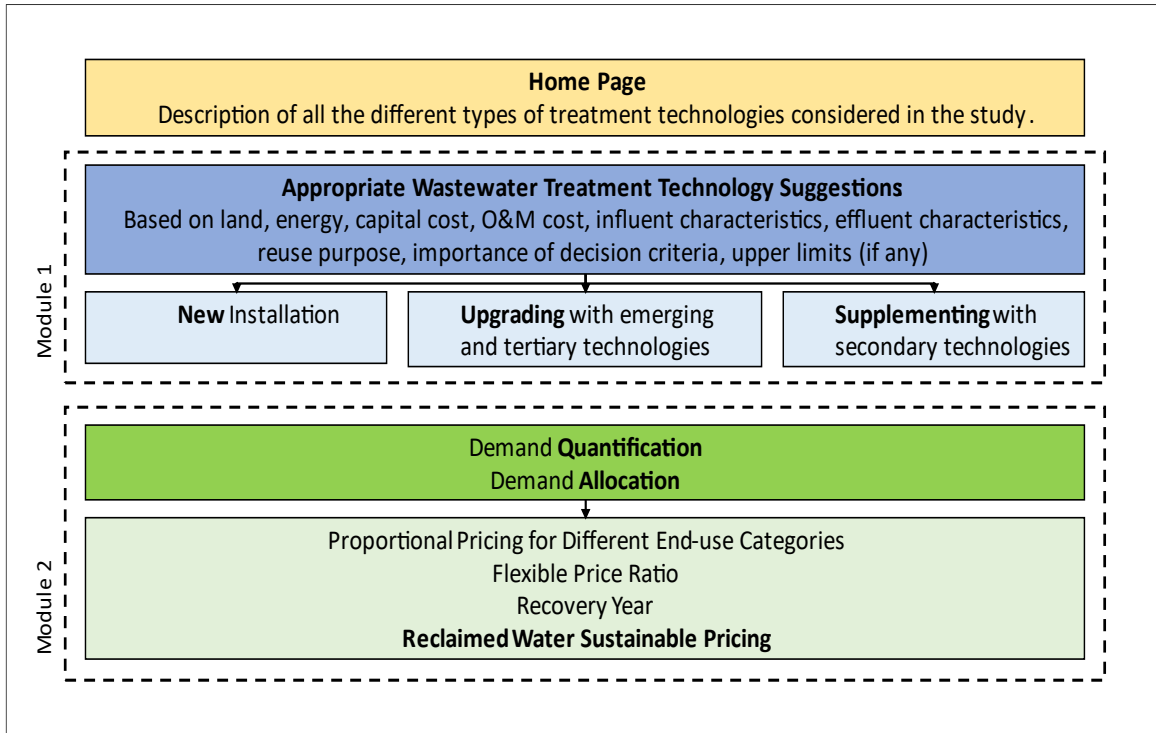 Home Page
Description of all the different types of treatment technologies considered in the study.
Module 1
Appropriate Wastewater Treatment Technology Suggestions
Based on land, energy, capital cost, O&M cost, influent characteristics, effluent characteristics,
reuse purpose, importance of decision criteria, upper limits (if any)
New Installation
Upgrading with emerging
and tertiary technologies
Supplementing with
secondary technologies
Module 2
Demand Quantification
Demand Allocation
Proportional Pricing for Different End-use Categories
Flexible Price Ratio
Recovery Year
Reclaimed Water Sustainable Pricing